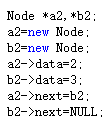 Node *a2,*b2;
a2=new Node;
b2=new Node;
a2->data=2;
b2->data=3;
a2->next=b2;
b2->next=NULL;